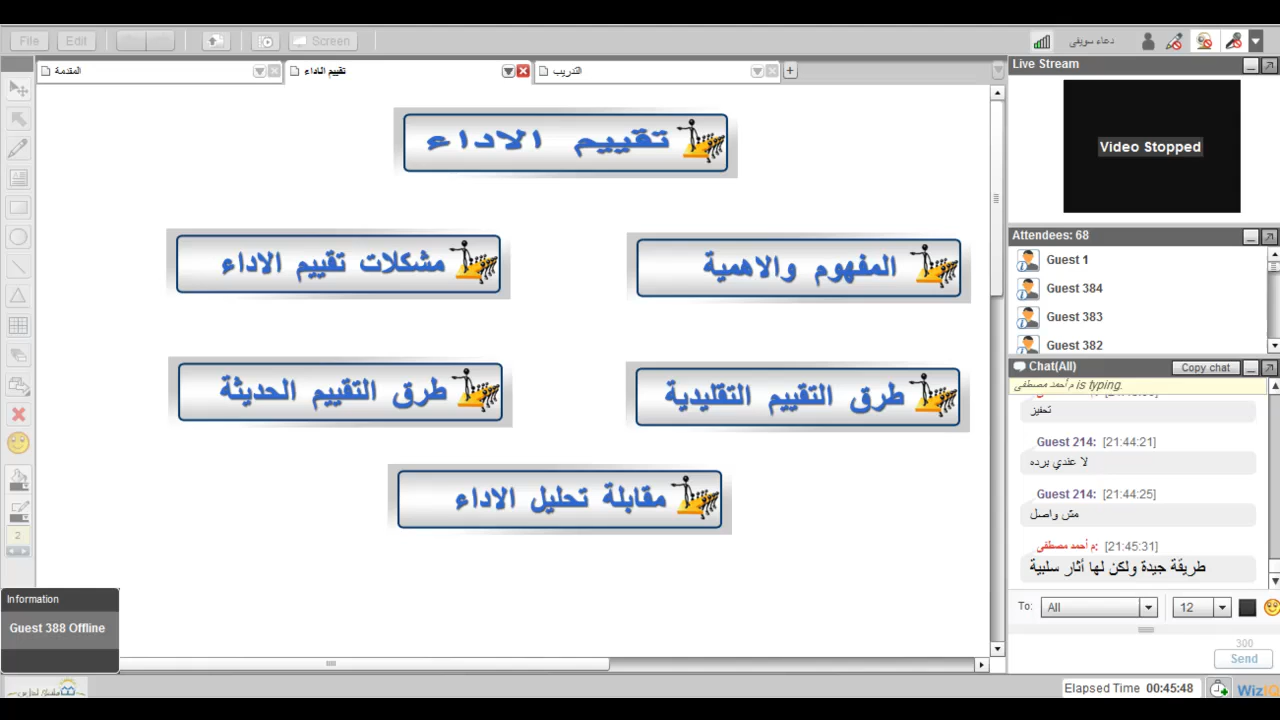 File
Edit
Screen
دعاء سويفى
المقدمة
تقييم الاداء
التدريب
تقييم الاداء
المفهوم والاهمية
مشكلات تقييم الاداء
طرق التقييم التقليدية
طرق التقييم الحديثة
مقابلة تحليل الاداء
2
Information
Guest 388 Offline
Live Stream
Video Stopped
Attendees: 68
Guest 1
Guest 384
Guest 383
Guest 382
Chat(All)
Copy chat
م أحمد مصطفى is typing.
تحفيز
Guest 214: [21:44:21]
لا عندي برده
Guest 214: [21:44:25]
مش واصل
م أحمد مصطفى: [21:45:31]
طريقة جيدة ولكن لها أثار سلبية
To: All 12
300
Send
Elapsed Time 00:45:48
WizIQ